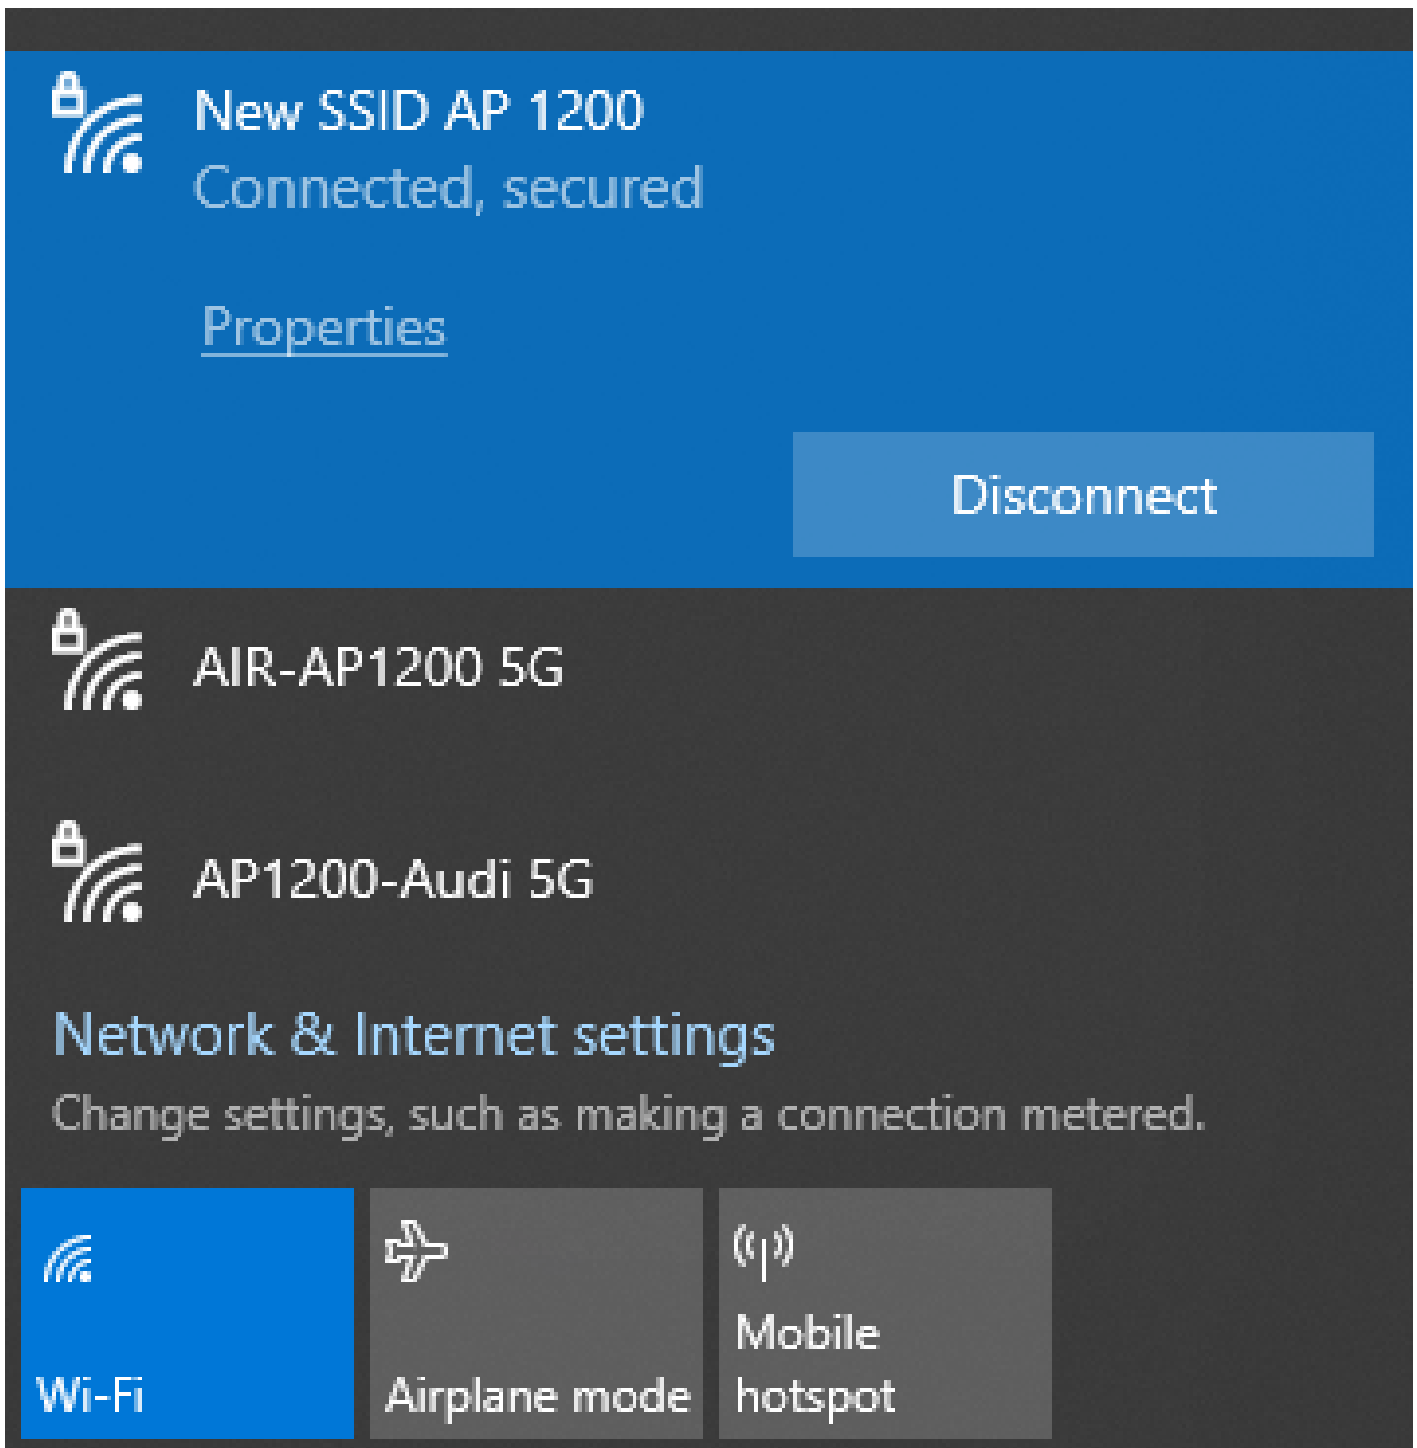 New SSID AP 1200
Connected, secured
Properties
Disconnect
AIR-AP1200 5G
AP1200-Audi 5G
Network & Internet settings
Change settings, such as making a connection metered.
Wi-Fi
Airplane mode
Mobile
hotspot